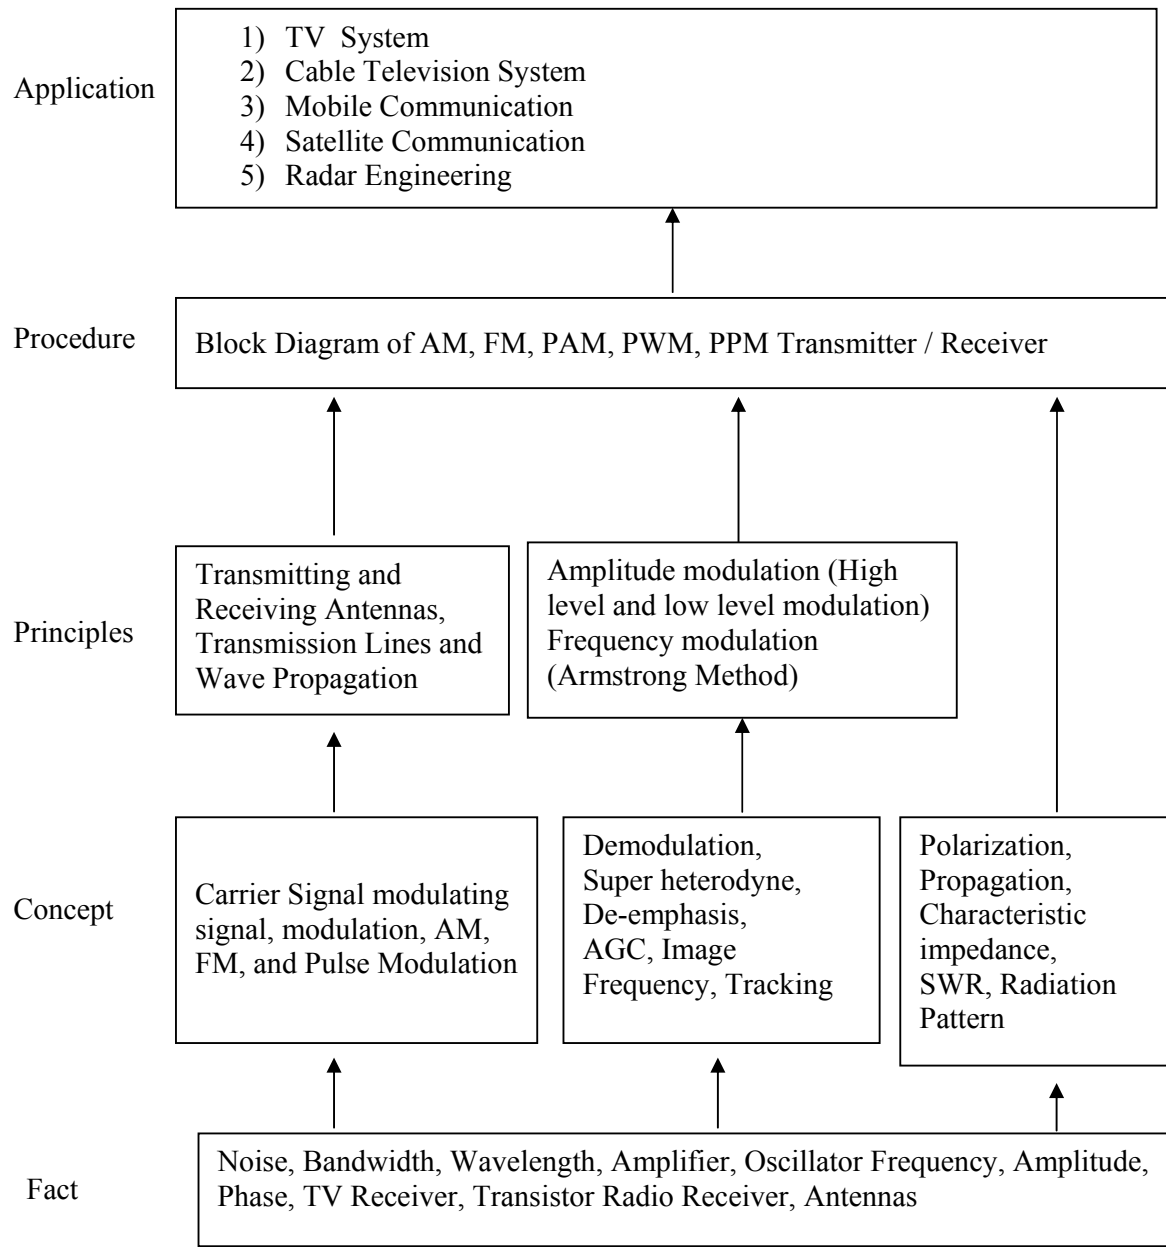 Application
1) TV System
2) Cable Television System
3) Mobile Communication
4) Satellite Communication
5) Radar Engineering
Procedure
Block Diagram of AM, FM, PAM, PWM, PPM Transmitter / Receiver
Principles
Transmitting and
Receiving Antennas,
Transmission Lines and
Wave Propagation
Amplitude modulation (High
level and low level modulation)
Frequency modulation
(Armstrong Method)
Concept
Carrier Signal modulating
signal, modulation, AM,
FM, and Pulse Modulation
Demodulation,
Super heterodyne,
De-emphasis,
AGC, Image
Frequency, Tracking
Polarization,
Propagation,
Characteristic
impedance,
SWR, Radiation
Pattern
Fact
Noise, Bandwidth, Wavelength, Amplifier, Oscillator Frequency, Amplitude,
Phase, TV Receiver, Transistor Radio Receiver, Antennas